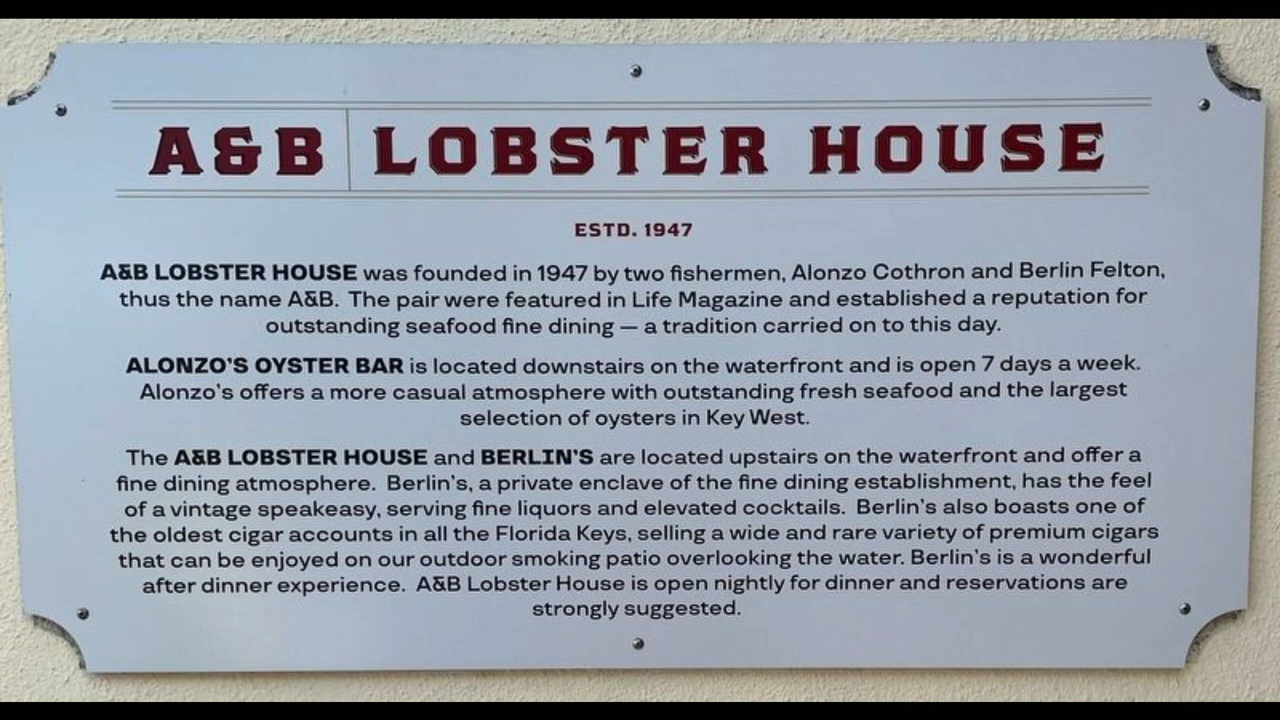 A&B LOBSTER HOUSE
ESTD. 1947
A&B LOBSTER HOUSE was founded in 1947 by two fishermen, Alonzo Cothron and Berlin Felton,
thus the name A&B. The pair were featured in Life Magazine and established a reputation for
outstanding seafood fine dining — a tradition carried on to this day.
ALONZO'S OYSTER BAR is located downstairs on the waterfront and is open 7 days a week.
Alonzo's offers a more casual atmosphere with outstanding fresh seafood and the largest
selection of oysters in Key West.
The A&B LOBSTER HOUSE and BERLIN'S are located upstairs on the waterfront and offer a
fine dining atmosphere. Berlin's, a private enclave of the fine dining establishment, has the feel
of a vintage speakeasy, serving fine liquors and elevated cocktails. Berlin's also boasts one of
the oldest cigar accounts in all the Florida Keys, selling a wide and rare variety of premium cigars
that can be enjoyed on our outdoor smoking patio overlooking the water. Berlin's is a wonderful
after dinner experience. A&B Lobster House is open nightly for dinner and reservations are
strongly suggested.